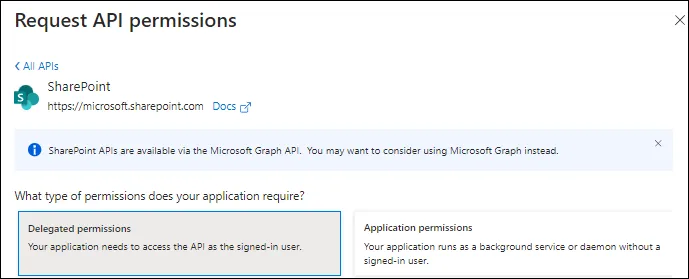 Request API permissions
All APIs
S
SharePoint
https://microsoft.sharepoint.com Docs
SharePoint APIs are available via the Microsoft Graph API. You may want to consider using Microsoft Graph instead.
What type of permissions does your application require?
Delegated permissions
Your application needs to access the API as the signed-in user.
Application permissions
Your application runs as a background service or daemon without a
signed-in user.